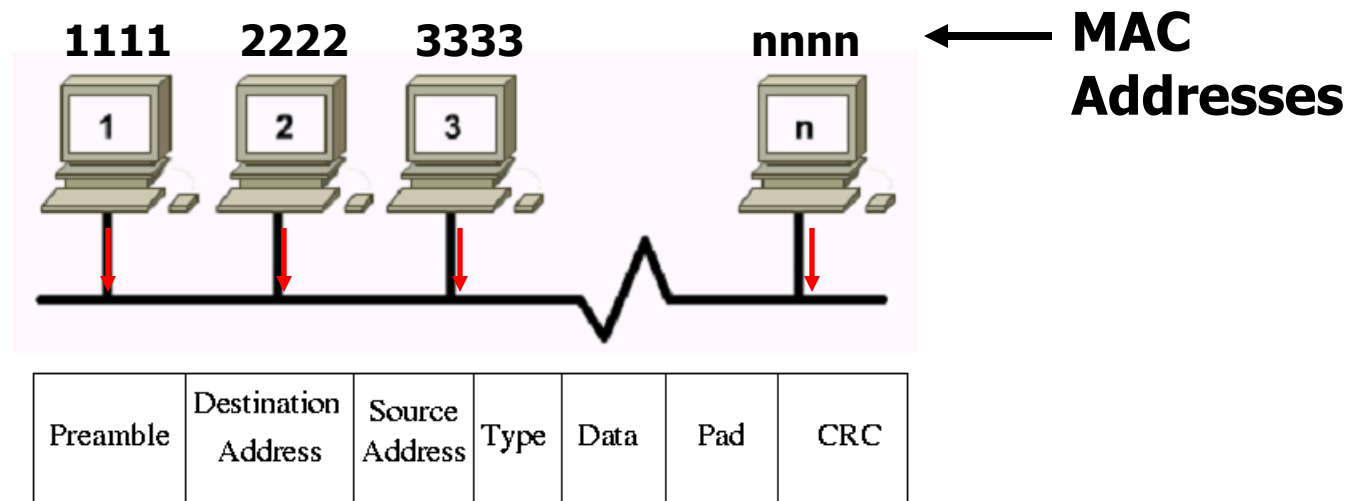 1111 2222 3333 nnnn MAC
Addresses
1 2 3 n
Preamble Destination Address Source Address Type Data Pad CRC